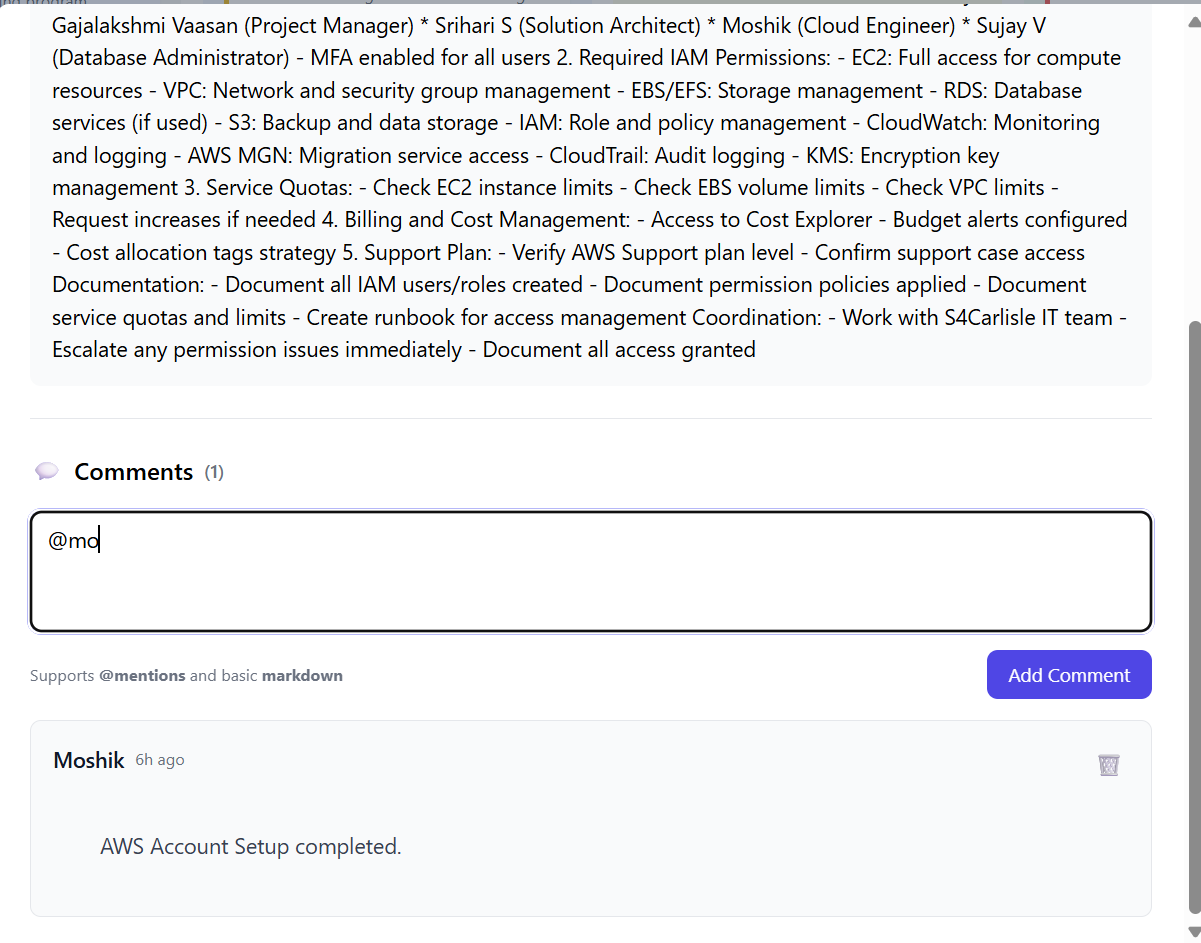 Gajalakshmi Vaasan (Project Manager) * Srihari S (Solution Architect) * Moshik (Cloud Engineer) * Sujay V
(Database Administrator) - MFA enabled for all users 2. Required IAM Permissions: - EC2: Full access for compute
resources - VPC: Network and security group management - EBS/EFS: Storage management - RDS: Database
services (if used) - S3: Backup and data storage - IAM: Role and policy management - CloudWatch: Monitoring
and logging - AWS MGN: Migration service access - CloudTrail: Audit logging - KMS: Encryption key
management 3. Service Quotas: - Check EC2 instance limits - Check EBS volume limits - Check VPC limits -
Request increases if needed 4. Billing and Cost Management: - Access to Cost Explorer - Budget alerts configured
- Cost allocation tags strategy 5. Support Plan: - Verify AWS Support plan level - Confirm support case access
Documentation: - Document all IAM users/roles created - Document permission policies applied - Document
service quotas and limits - Create runbook for access management Coordination: - Work with S4Carlisle IT team -
Escalate any permission issues immediately - Document all access granted
Comments (1)
@mo
Supports @mentions and basic markdown
Add Comment
Moshik 6h ago
AWS Account Setup completed.